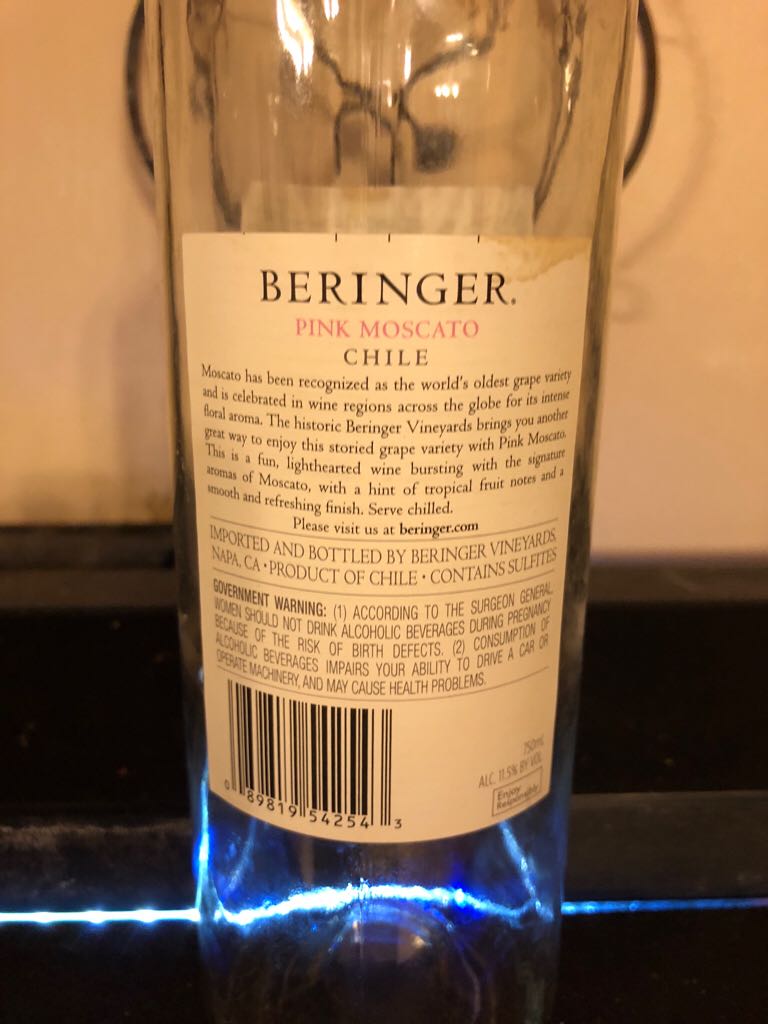 BERINGER.
PINK MOSCATO
CHILE
Moscato has been recognized as the world's oldest grape variety
and is celebrated in wine regions across the globe for its intense
floral aroma. The historic Beringer Vineyards brings you another
great way to enjoy this storied grape variety with Pink Moscato.
This is a fun, lighthearted wine bursting with the signature
aromas of Moscato, with a hint of tropical fruit notes and a
smooth and refreshing finish. Serve chilled.
Please visit us at beringer.com
IMPORTED AND BOTTLED BY BERINGER VINEYARDS,
NAPA, CA • PRODUCT OF CHILE • CONTAINS SULFITES
GOVERNMENT WARNING: (1) ACCORDING TO THE SURGEON GENERAL,
WOMEN SHOULD NOT DRINK ALCOHOLIC BEVERAGES DURING PREGNANCY
BECAUSE OF THE RISK OF BIRTH DEFECTS. (2) CONSUMPTION OF
ALCOHOLIC BEVERAGES IMPAIRS YOUR ABILITY TO DRIVE A CAR OR
OPERATE MACHINERY, AND MAY CAUSE HEALTH PROBLEMS.
750mL
ALC. 11.5% BY VOL
Enjoy
Responsibly
0 89819 54254 3